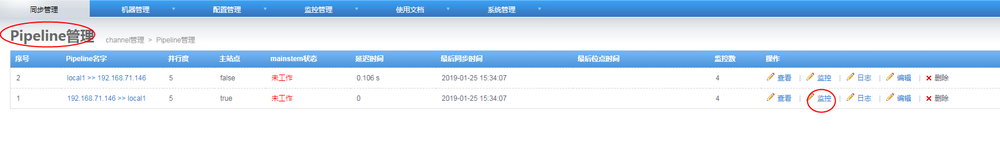 同步管理 机器管理 配置管理 监控管理 使用文档 系统管理
Pipeline管理 channel管理 > Pipeline管理
序号 Pipeline名字 并行度 主站点 mainstem状态 延迟时间 最后同步时间 最后位点时间 监控数 操作
2 local1 >> 192.168.71.146 5 false 未工作 0.106 s 2019-01-25 15:34:07 4 查看 | 监控 | 日志 | 编辑 | 删除
1 192.168.71.146 >> local1 5 true 未工作 0 2019-01-25 15:34:07 4 查看 | 监控 | 日志 | 编辑 | 删除